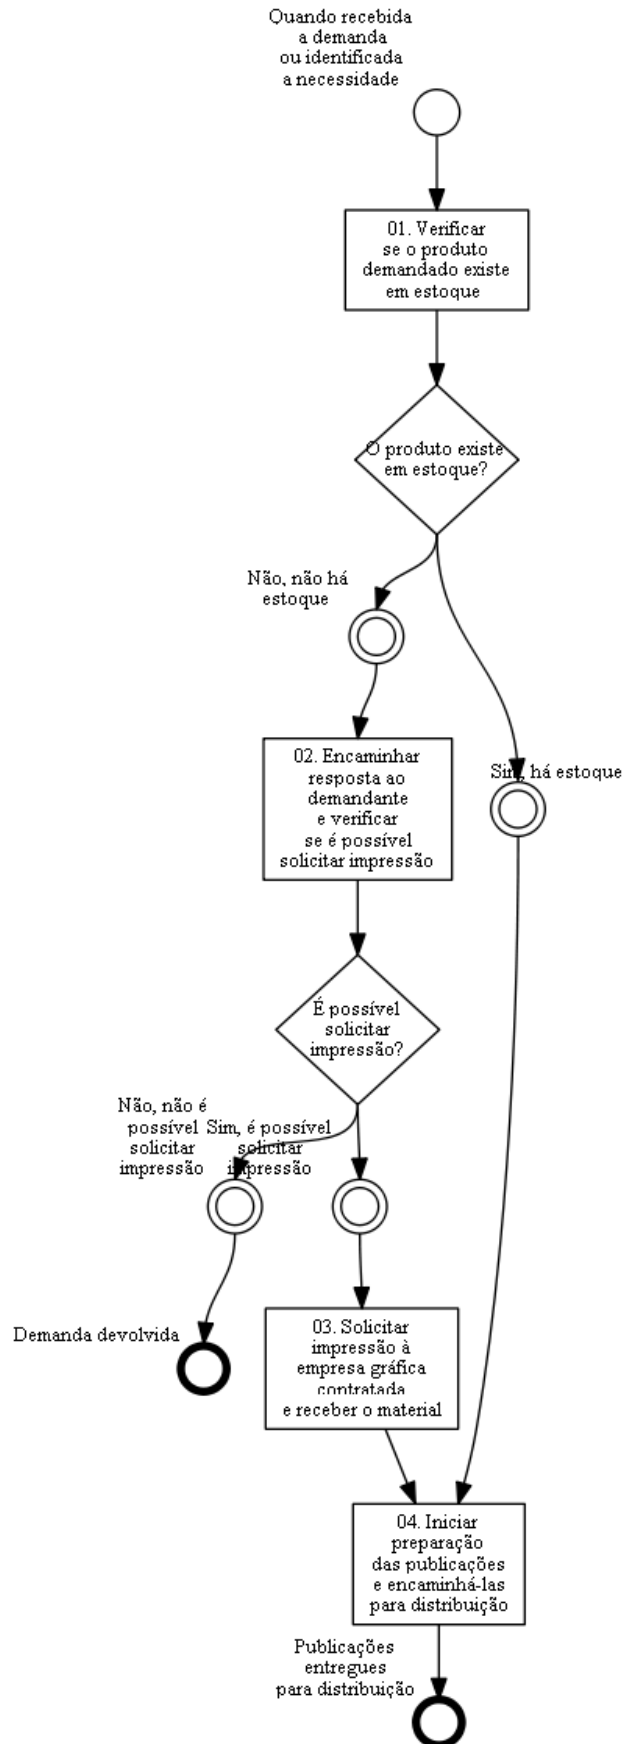 Quando recebida
a demanda
ou identificada
a necessidade
01. Verificar
se o produto
demandado existe
em estoque
O produto existe
em estoque?
Não, não há
estoque
02. Encaminhar
resposta ao
demandante
e verificar
se é possível
solicitar impressão
Sim, há estoque
É possível
solicitar
impressão?
Não, não é
possível
solicitar
impressão
Sim, é possível
solicitar
impressão
Demanda devolvida
03. Solicitar
impressão à
empresa gráfica
contratada
e receber o material
04. Iniciar
preparação
das publicações
e encaminhá-las
para distribuição
Publicações
entregues
para distribuição